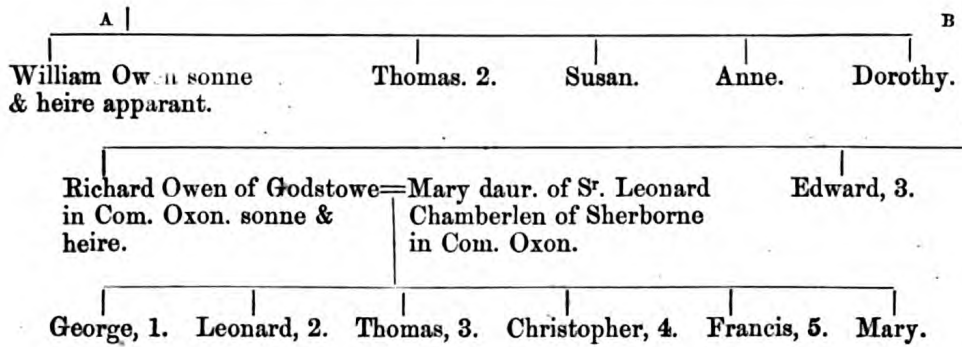 A B
William Owen sonne Thomas. 2. Susan. Anne. Dorothy.
& heire apparant.
Richard Owen of Godstowe=Mary daur. of Sr. Leonard Edward, 3.
in Com. Oxon. sonne & Chamberlen of Sherborne
heire. in Com. Oxon.
George, 1. Leonard, 2. Thomas, 3. Christopher, 4. Francis, 5. Mary.